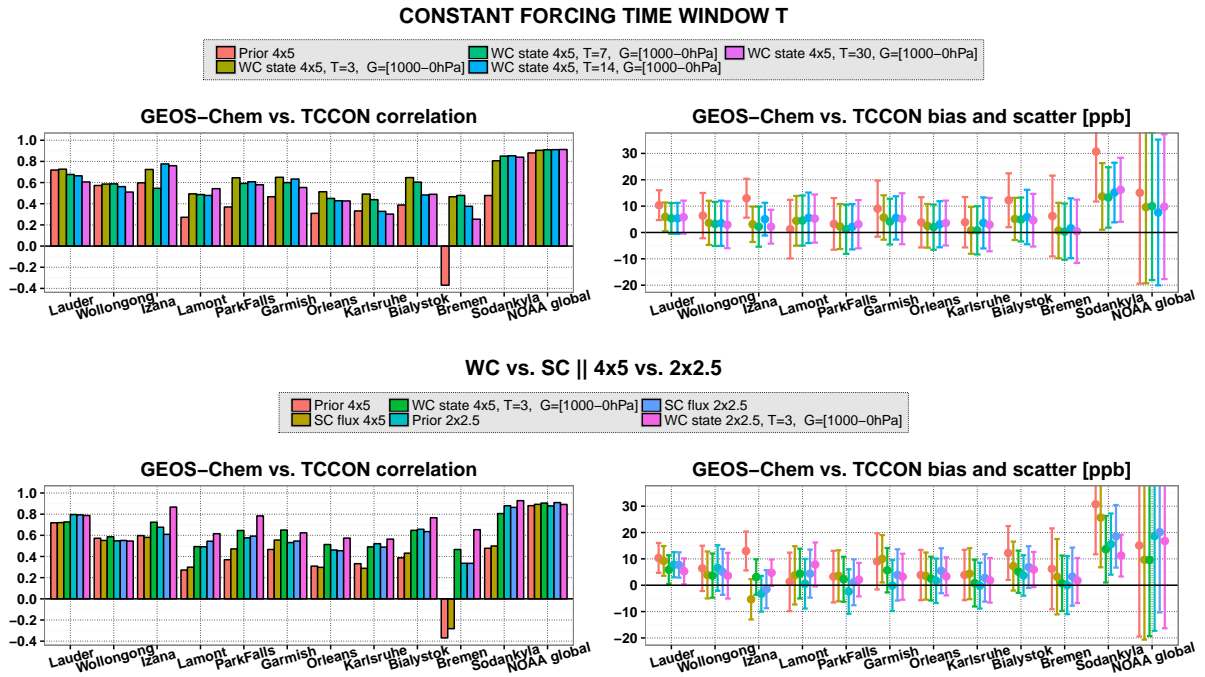 CONSTANT FORCING TIME WINDOW T
Prior 4x5
WC state 4x5, T=7, G=[1000−0hPa]
WC state 4x5, T=30, G=[1000−0hPa]
WC state 4x5, T=3, G=[1000−0hPa]
WC state 4x5, T=14, G=[1000−0hPa]
GEOS−Chem vs. TCCON correlation
1.0
0.8
0.6
0.4
0.2
0.0
−0.2
−0.4
Lauder
Wollongong
Izana
Lamont
ParkFalls
Garmish
Orleans
Karlsruhe
Bialystok
Bremen
Sodankyla
NOAA global
GEOS−Chem vs. TCCON bias and scatter [ppb]
30
20
10
0
−10
−20
Lauder
Wollongong
Izana
Lamont
ParkFalls
Garmish
Orleans
Karlsruhe
Bialystok
Bremen
Sodankyla
NOAA global
WC vs. SC || 4x5 vs. 2x2.5
Prior 4x5
WC state 4x5, T=3, G=[1000−0hPa]
SC flux 2x2.5
SC flux 4x5
Prior 2x2.5
WC state 2x2.5, T=3, G=[1000−0hPa]
GEOS−Chem vs. TCCON correlation
1.0
0.8
0.6
0.4
0.2
0.0
−0.2
−0.4
Lauder
Wollongong
Izana
Lamont
ParkFalls
Garmish
Orleans
Karlsruhe
Bialystok
Bremen
Sodankyla
NOAA global
GEOS−Chem vs. TCCON bias and scatter [ppb]
30
20
10
0
−10
−20
Lauder
Wollongong
Izana
Lamont
ParkFalls
Garmish
Orleans
Karlsruhe
Bialystok
Bremen
Sodankyla
NOAA global